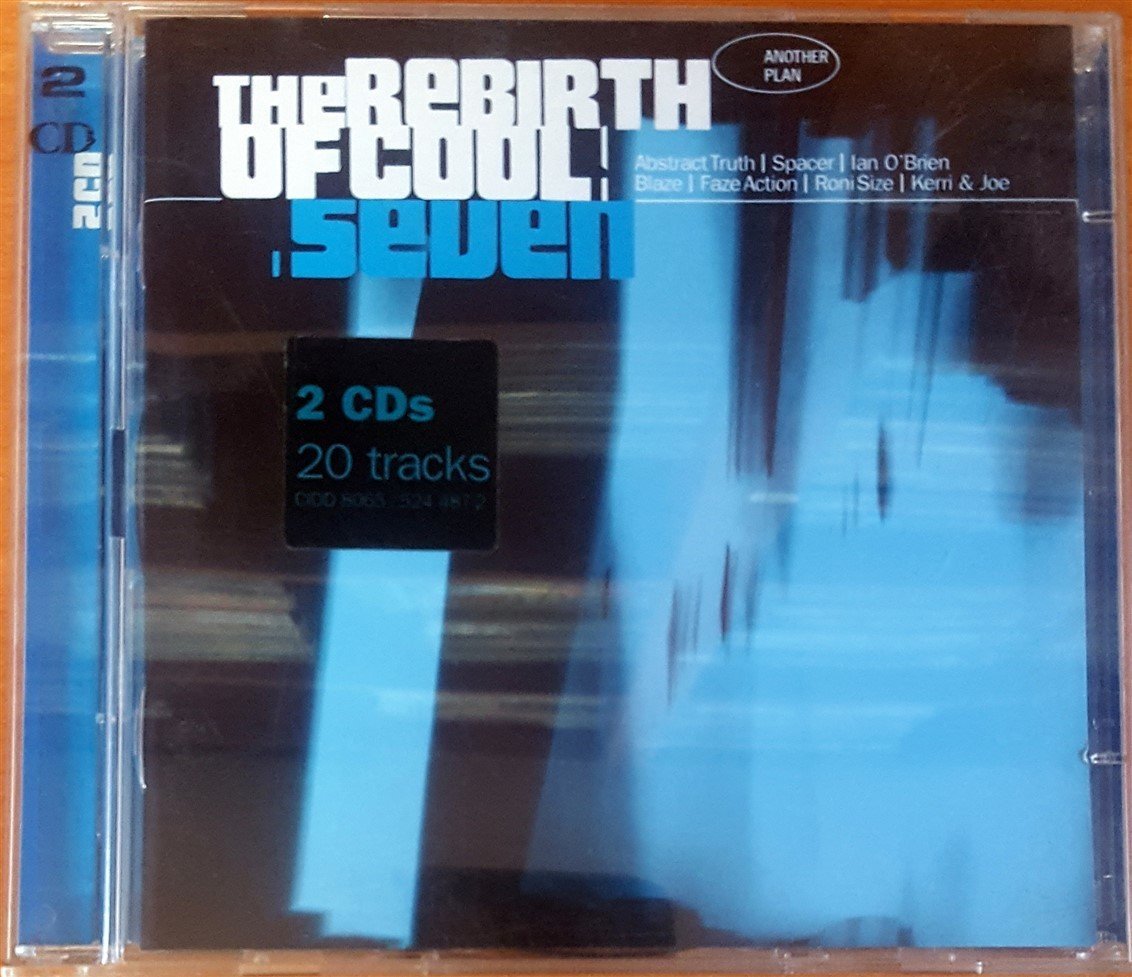 2
CD
2CD
THE REBIRTH
OF COOL
SEVEN
ANOTHER
PLAN
Abstract Truth | Spacer | Ian O'Brien
Blaze | Faze Action | Roni Size | Kerri & Joe
2 CDs
20 tracks